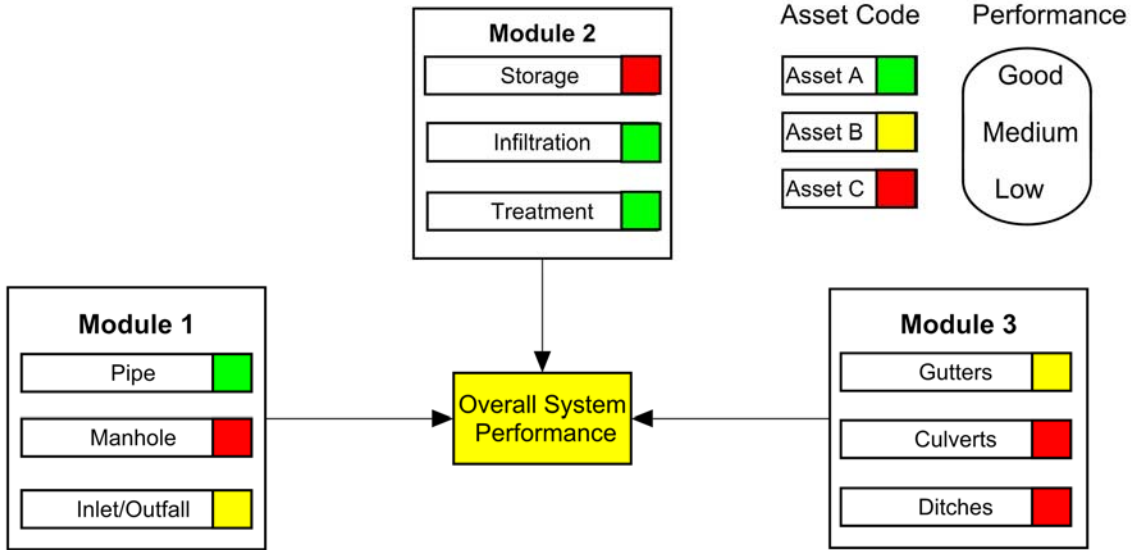 Module 2
Storage
Infiltration
Treatment
Asset Code
Performance
Asset A
Good
Asset B
Medium
Asset C
Low
Module 1
Pipe
Manhole
Inlet/Outfall
Overall System
Performance
Module 3
Gutters
Culverts
Ditches